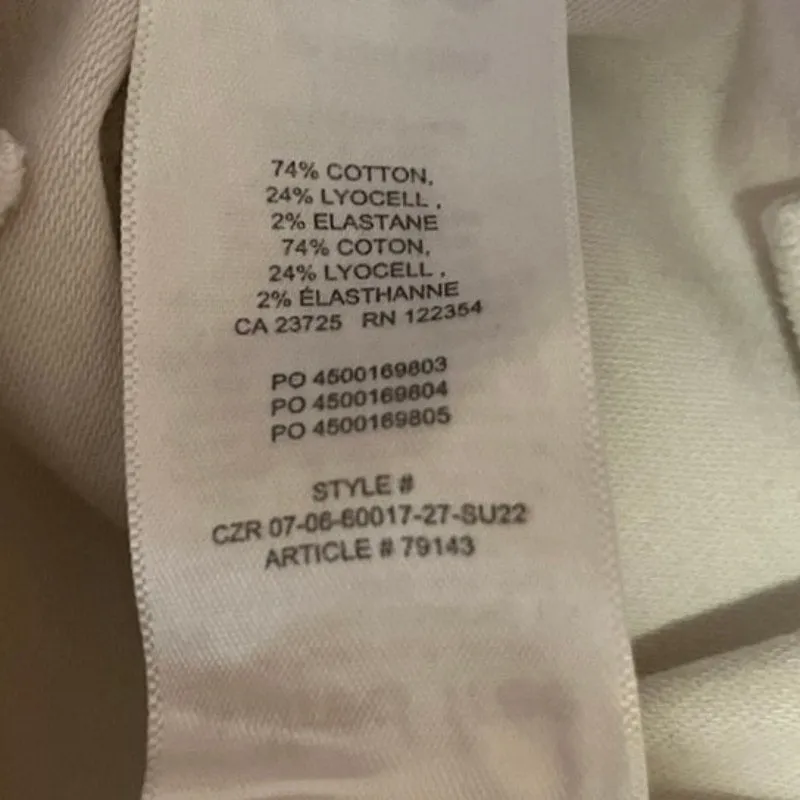 74% COTTON,
24% LYOCELL ,
2% ELASTANE
74% COTON,
24% LYOCELL ,
2% ÉLASTHANNE
CA 23725 RN 122354
PO 4500169803
PO 4500169804
PO 4500169805
STYLE #
CZR 07-06-60017-27-SU22
ARTICLE # 79143